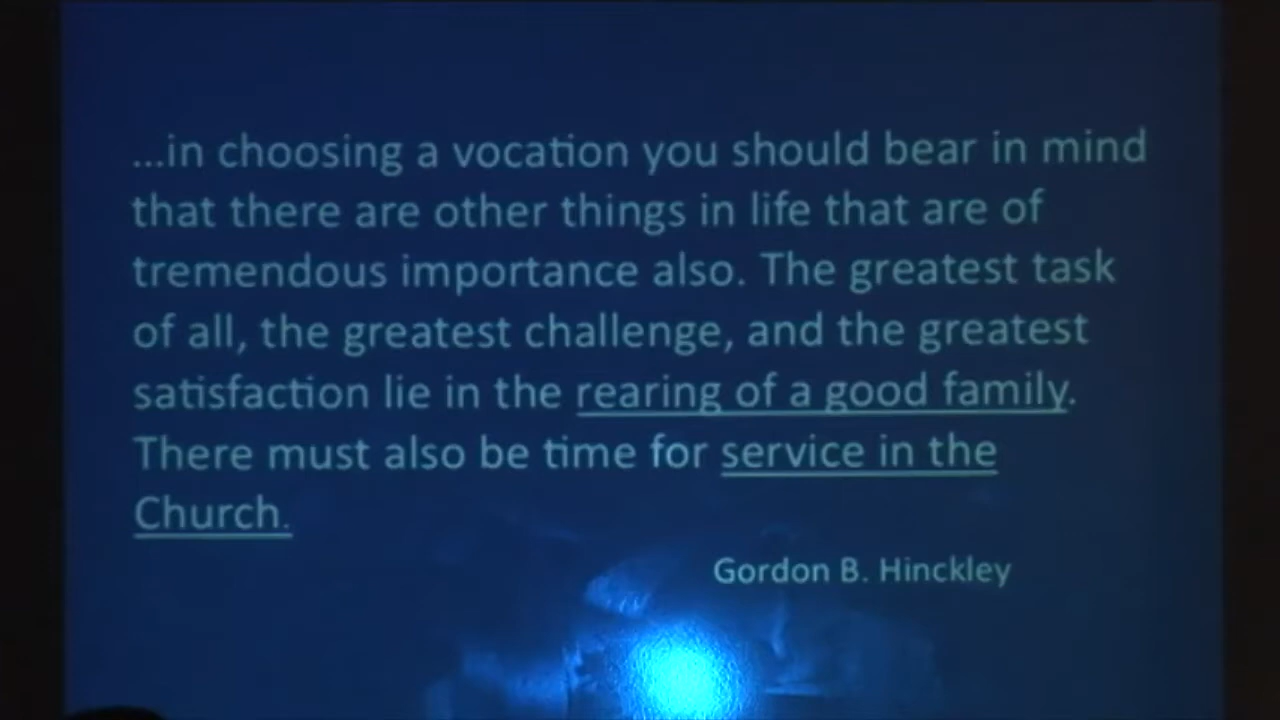 ...in choosing a vocation you should bear in mind
that there are other things in life that are of
tremendous importance also. The greatest task
of all, the greatest challenge, and the greatest
satisfaction lie in the rearing of a good family.
There must also be time for service in the
Church.
Gordon B. Hinckley